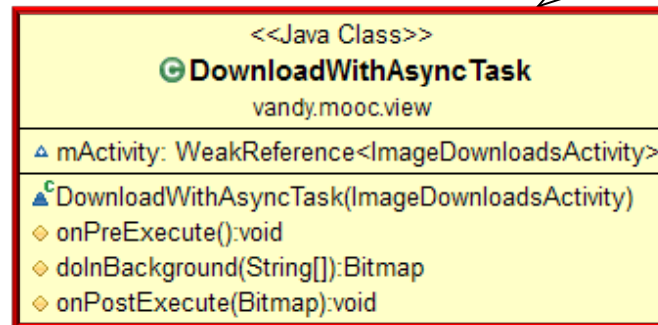 <<Java Class>>
DownloadWithAsyncTask
vandy.mooc.view
mActivity: WeakReference<ImageDownloadsActivity>
DownloadWithAsyncTask(ImageDownloadsActivity)
onPreExecute():void
doInBackground(String[]):Bitmap
onPostExecute(Bitmap):void